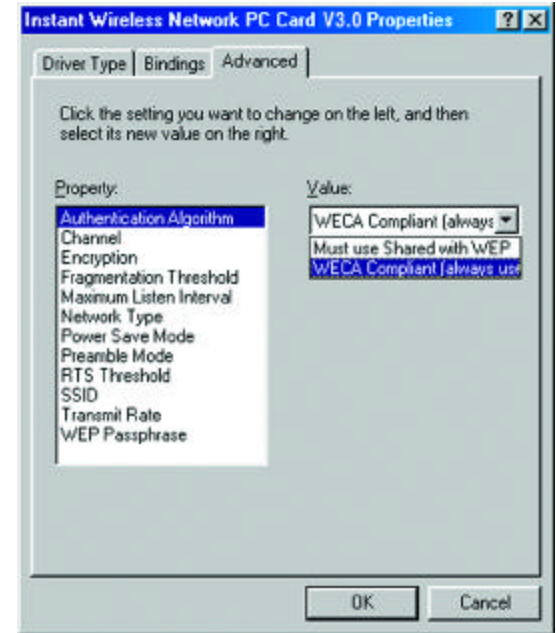 Instant Wireless Network PC Card V3.0 Properties
Driver Type Bindings Advanced
Click the setting you want to change on the left, and then
select its new value on the right.
Property:
Authentication Algorithm
Channel
Encryption
Fragmentation Threshold
Maximum Listen Interval
Network Type
Power Save Mode
Preamble Mode
RTS Threshold
SSID
Transmit Rate
WEP Passphrase
Value:
WECA Compliant (always
Must use Shared with WEP
WECA Compliant (always use
OK Cancel